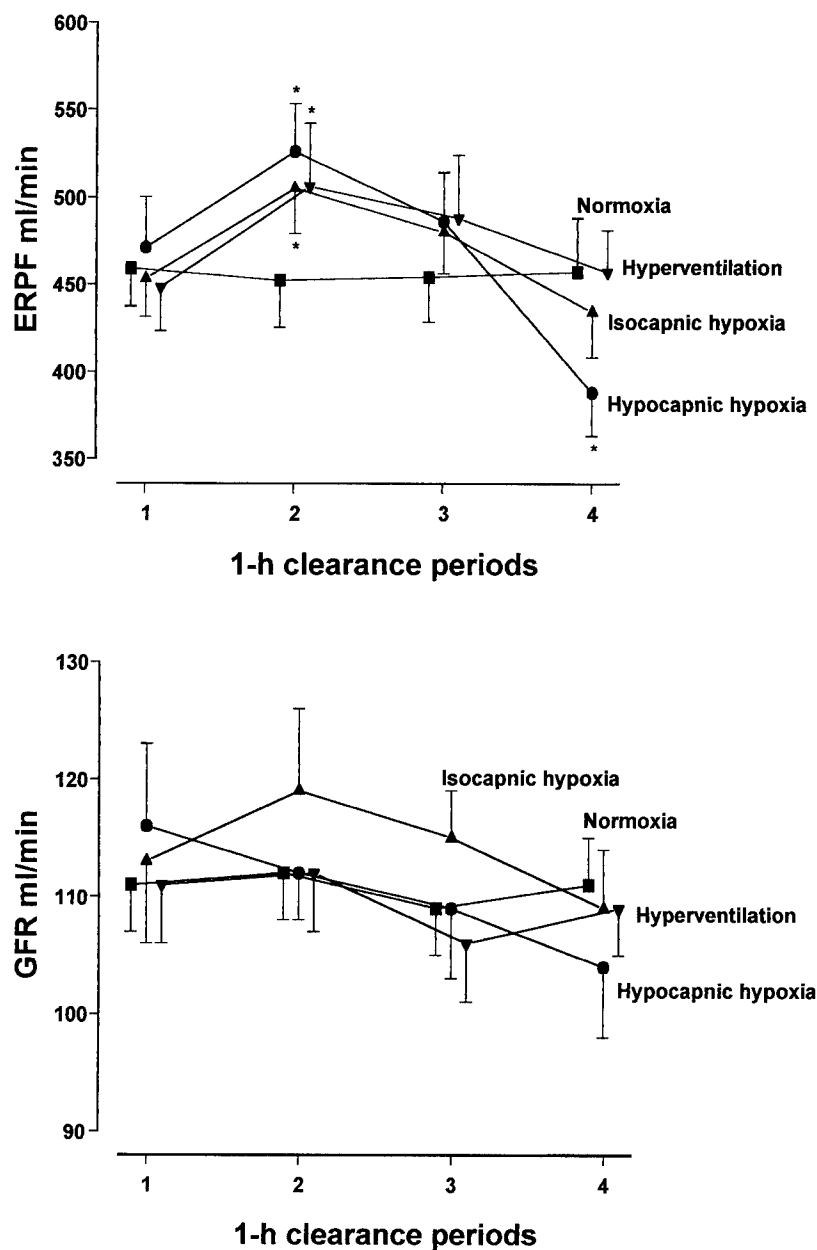 600
550
500
450
400
350
ERPF ml/min
*
*
*
*
Normoxia
Hyperventilation
Isocapnic hypoxia
Hypocapnic hypoxia
1 2 3 4
1-h clearance periods
130
120
110
100
90
GFR ml/min
Isocapnic hypoxia
Normoxia
Hyperventilation
Hypocapnic hypoxia
1 2 3 4
1-h clearance periods